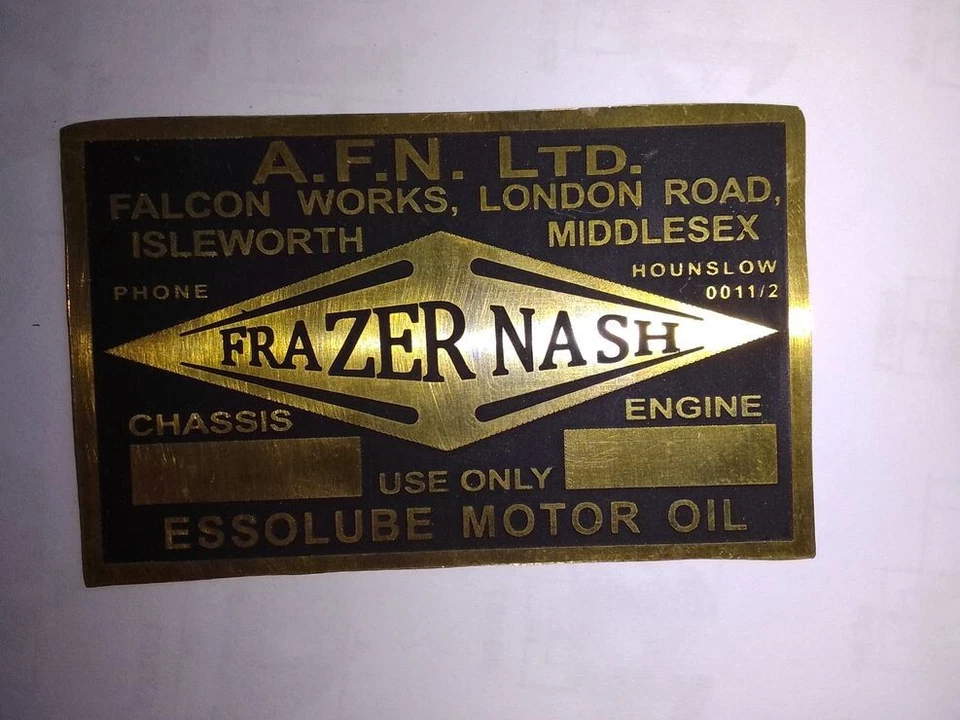 A.F.N. LTD.
FALCON WORKS, LONDON ROAD,
ISLEWORTH MIDDLESEX
PHONE HOUNSLOW
0011/2
FRAZER NASH
CHASSIS ENGINE
USE ONLY
ESSOLUBE MOTOR OIL